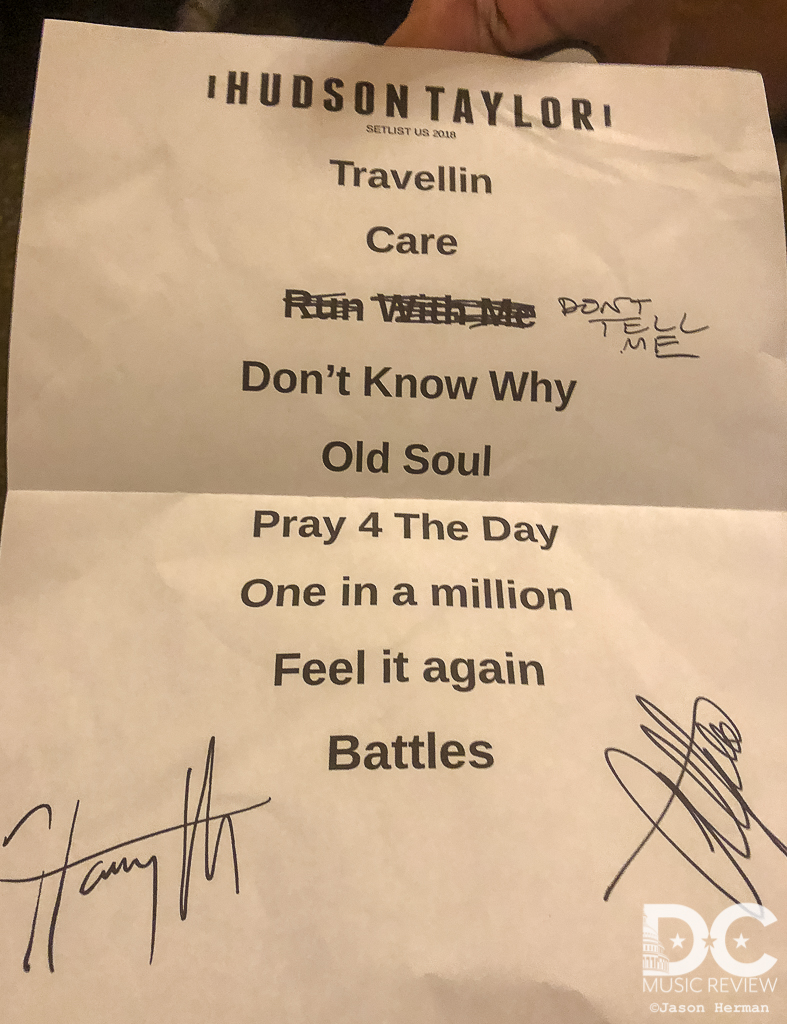 HUDSON TAYLOR
SETLIST US 2018
Travellin
Care
Run With Me DON'T
TELL
ME
Don't Know Why
Old Soul
Pray 4 The Day
One in a million
Feel it again
Battles
Harry
DC
MUSIC REVIEW
©Jason Herman